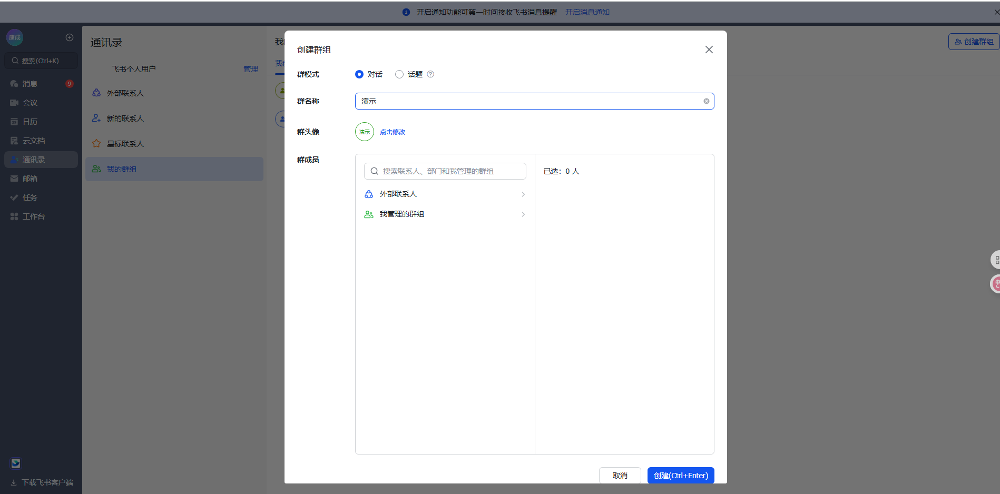 开启通知功能可第一时间接收飞书消息提醒 开启消息通知
康成
搜索(Ctrl+K)
消息 9
会议
日历
云文档
通讯录
邮箱
任务
工作台
下载飞书客户端
通讯录
飞书个人用户 管理
外部联系人
新的联系人
星标联系人
我的群组
创建群组
创建群组
群模式 对话 话题
群名称 演示
群头像 演示 点击修改
群成员
搜索联系人、部门和我管理的群组
外部联系人
我管理的群组
已选：0 人
取消 创建(Ctrl+Enter)